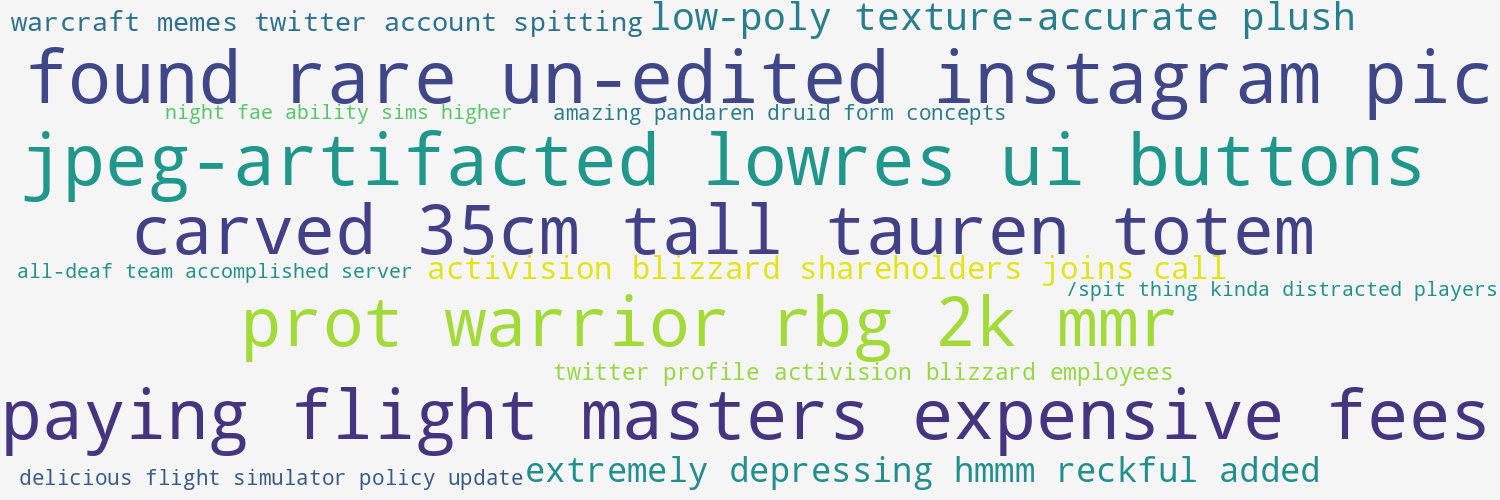 warcraft memes twitter account spitting
low-poly texture-accurate plush
found rare un-edited instagram pic
night fae ability sims higher
amazing pandaren druid form concepts
jpeg-artifacted lowres ui buttons
carved 35cm tall tauren totem
all-deaf team accomplished server
activision blizzard shareholders joins call
/spit thing kinda distracted players
prot warrior rbg 2k mmr
twitter profile activision blizzard employees
paying flight masters expensive fees
delicious flight simulator policy update
extremely depressing hmmm reckful added